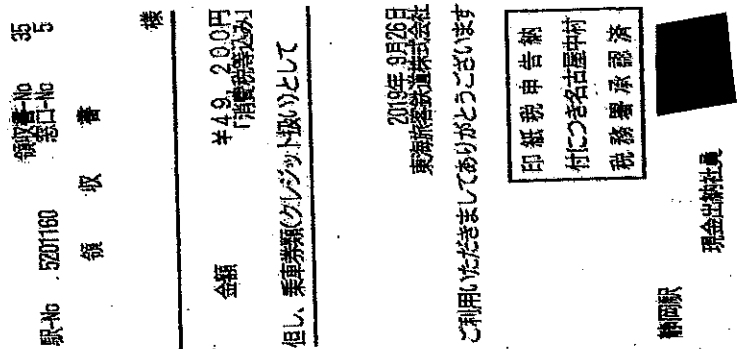 領収書-No 35
駅-No 5201160 窓口-No 5
領収書
様
金額 ¥49,200円
「消費税等込み」
但し、乗車券類(クレジット扱い)として
2019年 9月26日
東海旅客鉄道株式会社
ご利用いただきましてありがとうございます
印紙税申告納
付につき名古屋中村
税務署承認済
静岡駅
現金出納社員